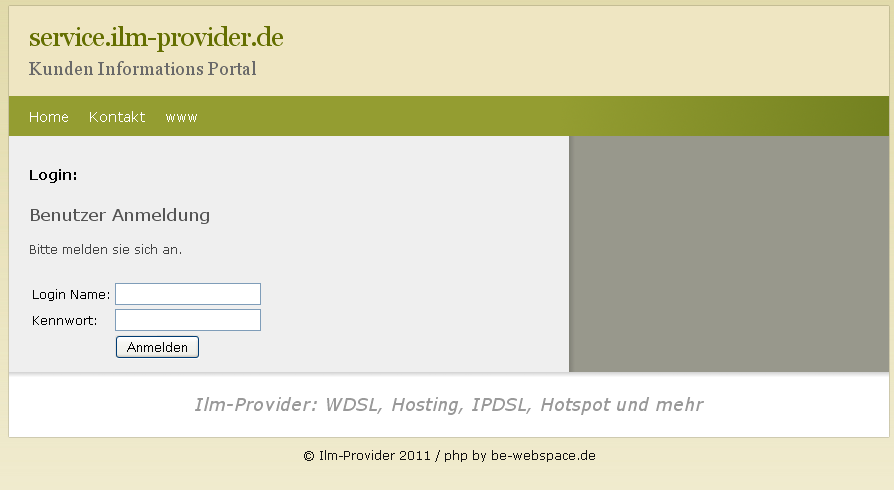 service.ilm-provider.de
Kunden Informations Portal
Home Kontakt www
Login:
Benutzer Anmeldung
Bitte melden sie sich an.
Login Name:
Kennwort:
Anmelden
Ilm-Provider: WDSL, Hosting, IPDSL, Hotspot und mehr
© Ilm-Provider 2011 / php by be-webspace.de